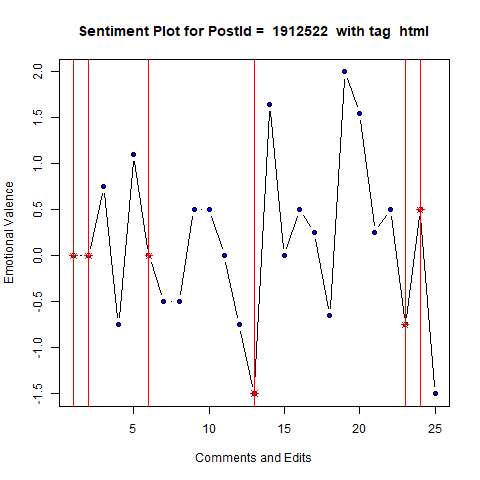 Sentiment Plot for PostId =  1912522  with tag  html
Emotional Valence
2.0
1.5
1.0
0.5
0.0
-0.5
-1.0
-1.5
5 10 15 20 25
Comments and Edits